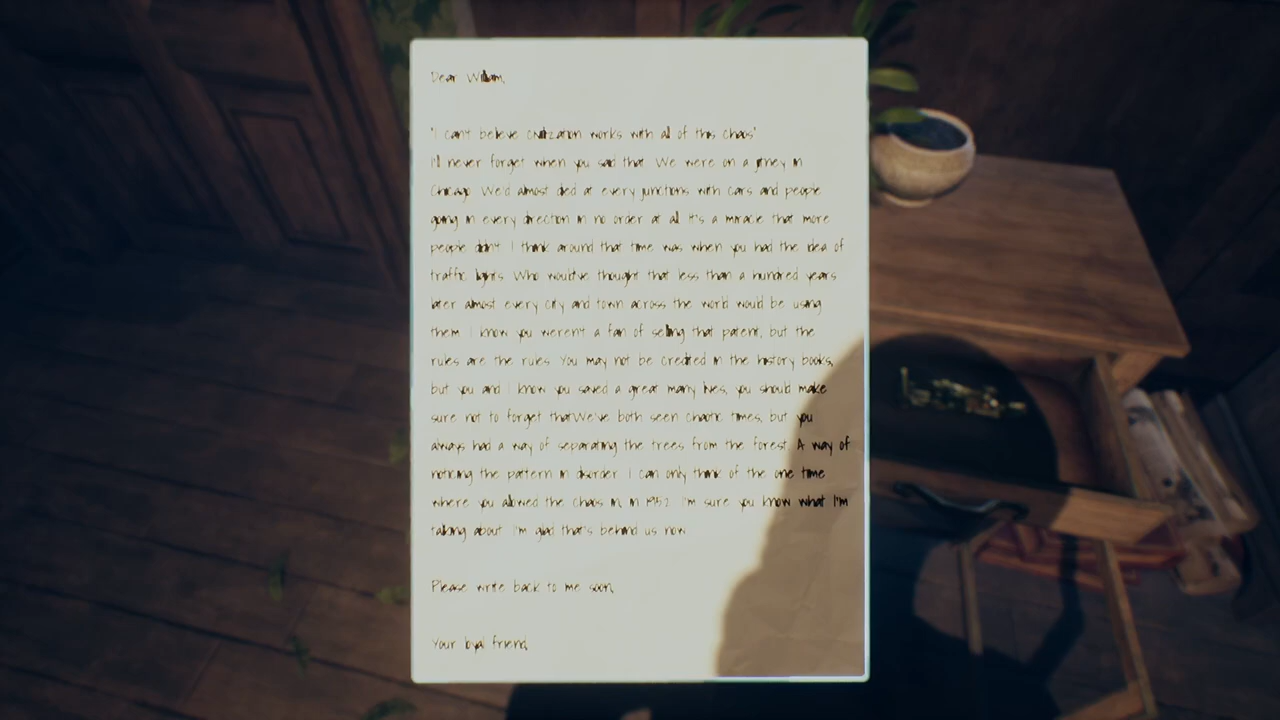 Dear William,
"I can't believe civilization works with all of this chaos"
I'll never forget when you said that. We were on a jitney in
Chicago. We'd almost died at every junctions with cars and people
going in every direction in no order at all. It's a miracle that more
people didn't. I think around that time was when you had the idea of
traffic lights. Who would've thought that less than a hundred years
later almost every city and town across the world would be using
them. I know you weren't a fan of selling that patent, but the
rules are the rules. You may not be credited in the history books,
but you and I know you saved a great many lives, you should make
sure not to forget that.We've both seen chaotic times, but you
always had a way of separating the trees from the forest. A way of
noticing the pattern in disorder. I can only think of the one time
where you allowed the chaos in, in 1952. I'm sure you know what I'm
talking about. I'm glad that's behind us now.
Please write back to me soon,
Your loyal friend,